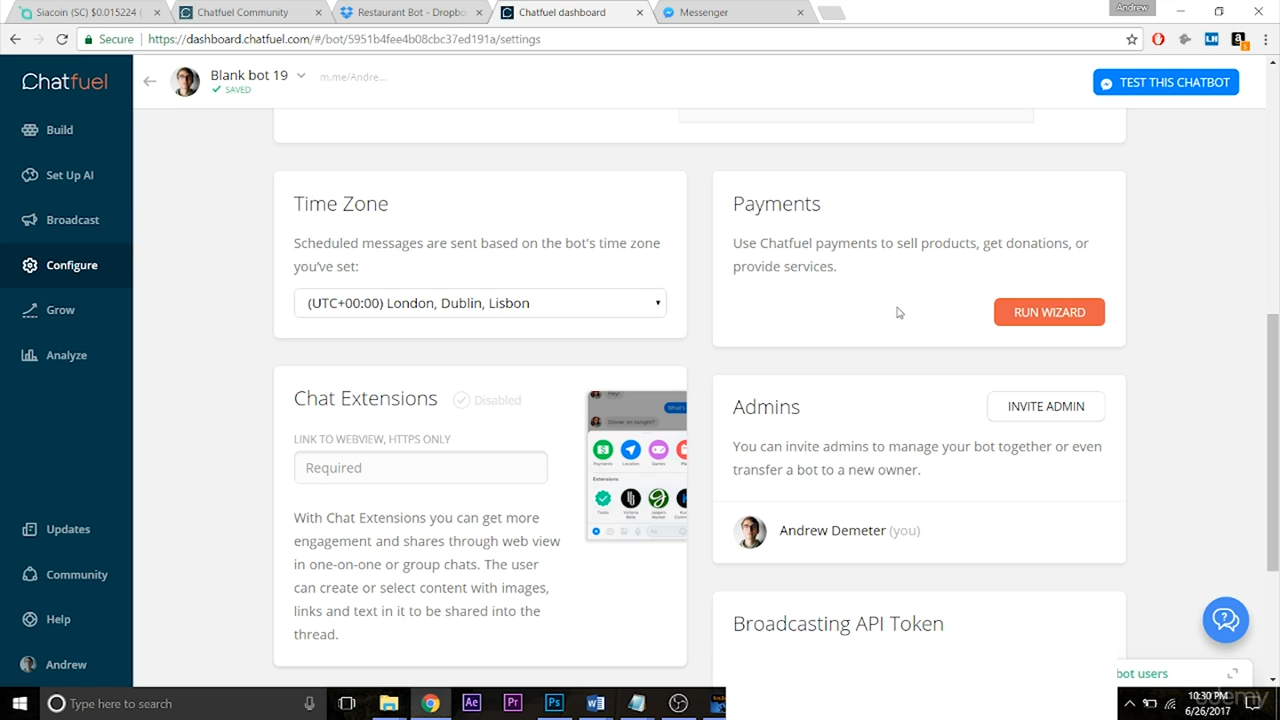 Siacoin (SC) $0.015224
Chatfuel Community
Restaurant Bot - Dropbo
Chatfuel dashboard
Messenger
Andrew
Secure
https://dashboard.chatfuel.com/#/bot/5951b4fee4b08cbc37ed191a/settings
Chatfuel
Blank bot 19
m.me/Andre...
SAVED
TEST THIS CHATBOT
Build
Set Up AI
Broadcast
Configure
Grow
Analyze
Updates
Community
Help
Andrew
Time Zone
Scheduled messages are sent based on the bot's time zone
you've set:
(UTC+00:00) London, Dublin, Lisbon
Payments
Use Chatfuel payments to sell products, get donations, or
provide services.
RUN WIZARD
Chat Extensions
Disabled
LINK TO WEBVIEW, HTTPS ONLY
Required
With Chat Extensions you can get more
engagement and shares through web view
in one-on-one or group chats. The user
can create or select content with images,
links and text in it to be shared into the
thread.
Admins
INVITE ADMIN
You can invite admins to manage your bot together or even
transfer a bot to a new owner.
Andrew Demeter (you)
Broadcasting API Token
bot users
Type here to search
10:30 PM
6/26/2017